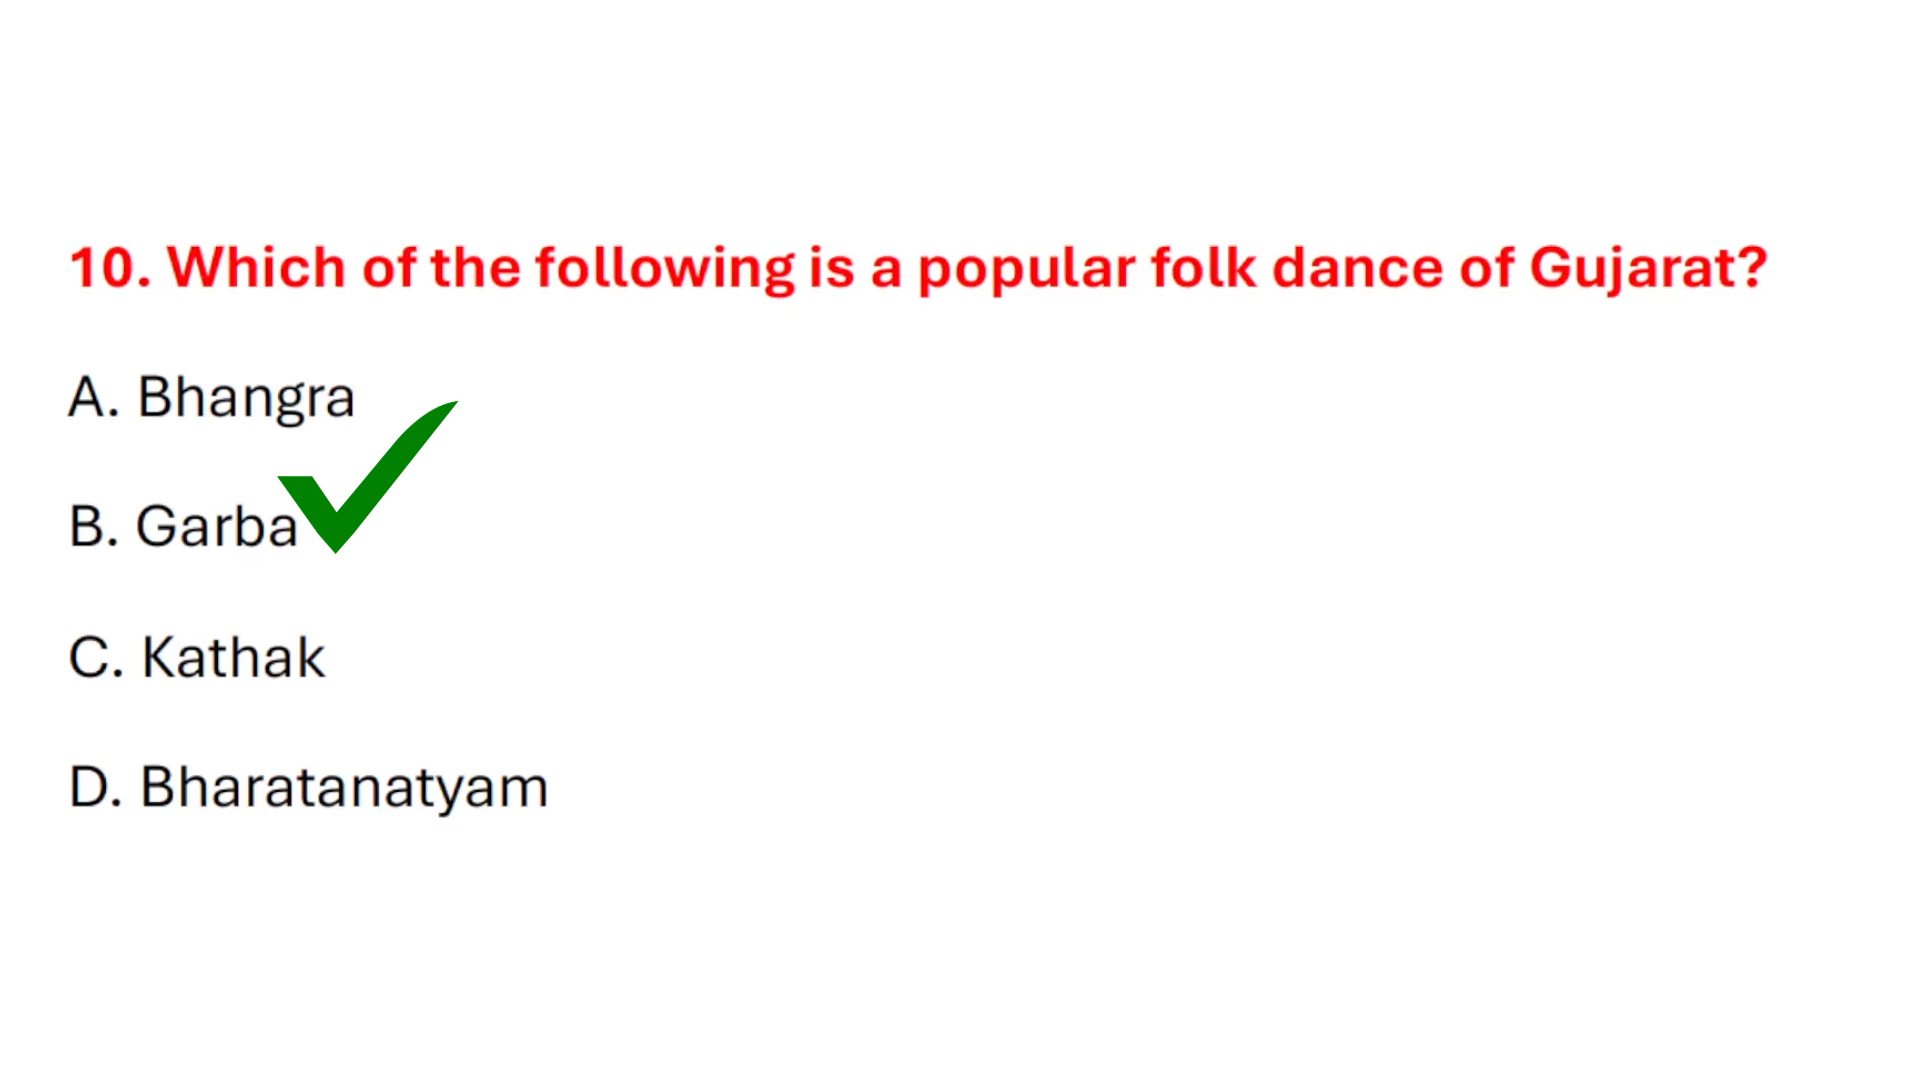 10. Which of the following is a popular folk dance of Gujarat?
A. Bhangra
B. Garba
C. Kathak
D. Bharatanatyam